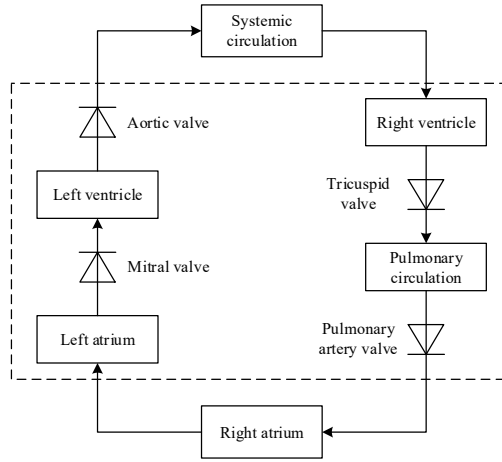 Systemic
circulation
Aortic valve
Right ventricle
Left ventricle
Tricuspid
valve
Mitral valve
Pulmonary
circulation
Left atrium
Pulmonary
artery valve
Right atrium